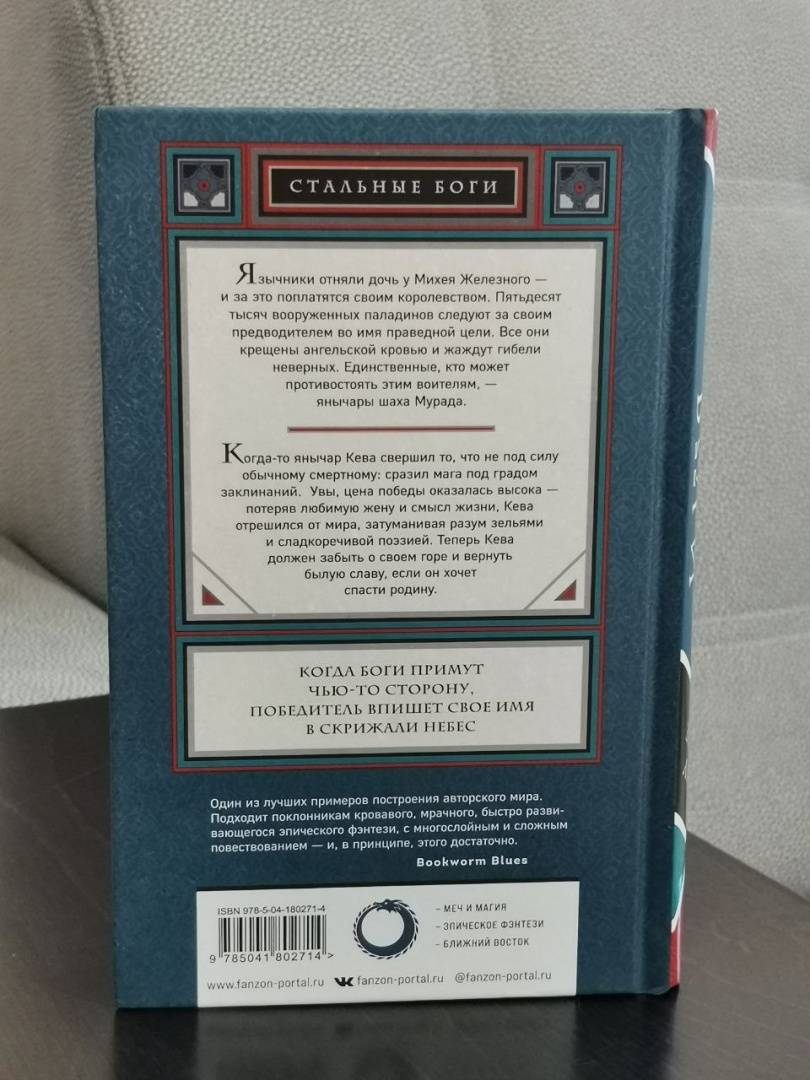 СТАЛЬНЫЕ БОГИ
Язычники отняли дочь у Михея Железного —
и за это поплатятся своим королевством. Пятьдесят
тысяч вооруженных паладинов следуют за своим
предводителем во имя праведной цели. Все они
крещены ангельской кровью и жаждут гибели
неверных. Единственные, кто может
противостоять этим воителям, —
янычары шаха Мурада.
Когда-то янычар Кева свершил то, что не под силу
обычному смертному: сразил мага под градом
заклинаний. Увы, цена победы оказалась высока —
потеряв любимую жену и смысл жизни, Кева
отрешился от мира, затуманивая разум зельями
и сладкоречивой поэзией. Теперь Кева
должен забыть о своем горе и вернуть
былую славу, если он хочет
спасти родину.
КОГДА БОГИ ПРИМУТ
ЧЬЮ-ТО СТОРОНУ,
ПОБЕДИТЕЛЬ ВПИШЕТ СВОЕ ИМЯ
В СКРИЖАЛИ НЕБЕС
Один из лучших примеров построения авторского мира.
Подходит поклонникам кровавого, мрачного, быстро разви-
вающегося эпического фэнтези, с многослойным и сложным
повествованием — и, в принципе, этого достаточно.
Bookworm Blues
ISBN 978-5-04-180271-4
9 785041 802714 >
– МЕЧ И МАГИЯ
– ЭПИЧЕСКОЕ ФЭНТЕЗИ
– БЛИЖНИЙ ВОСТОК
www.fanzon-portal.ru fanzon-portal.ru @fanzon-portal.ru